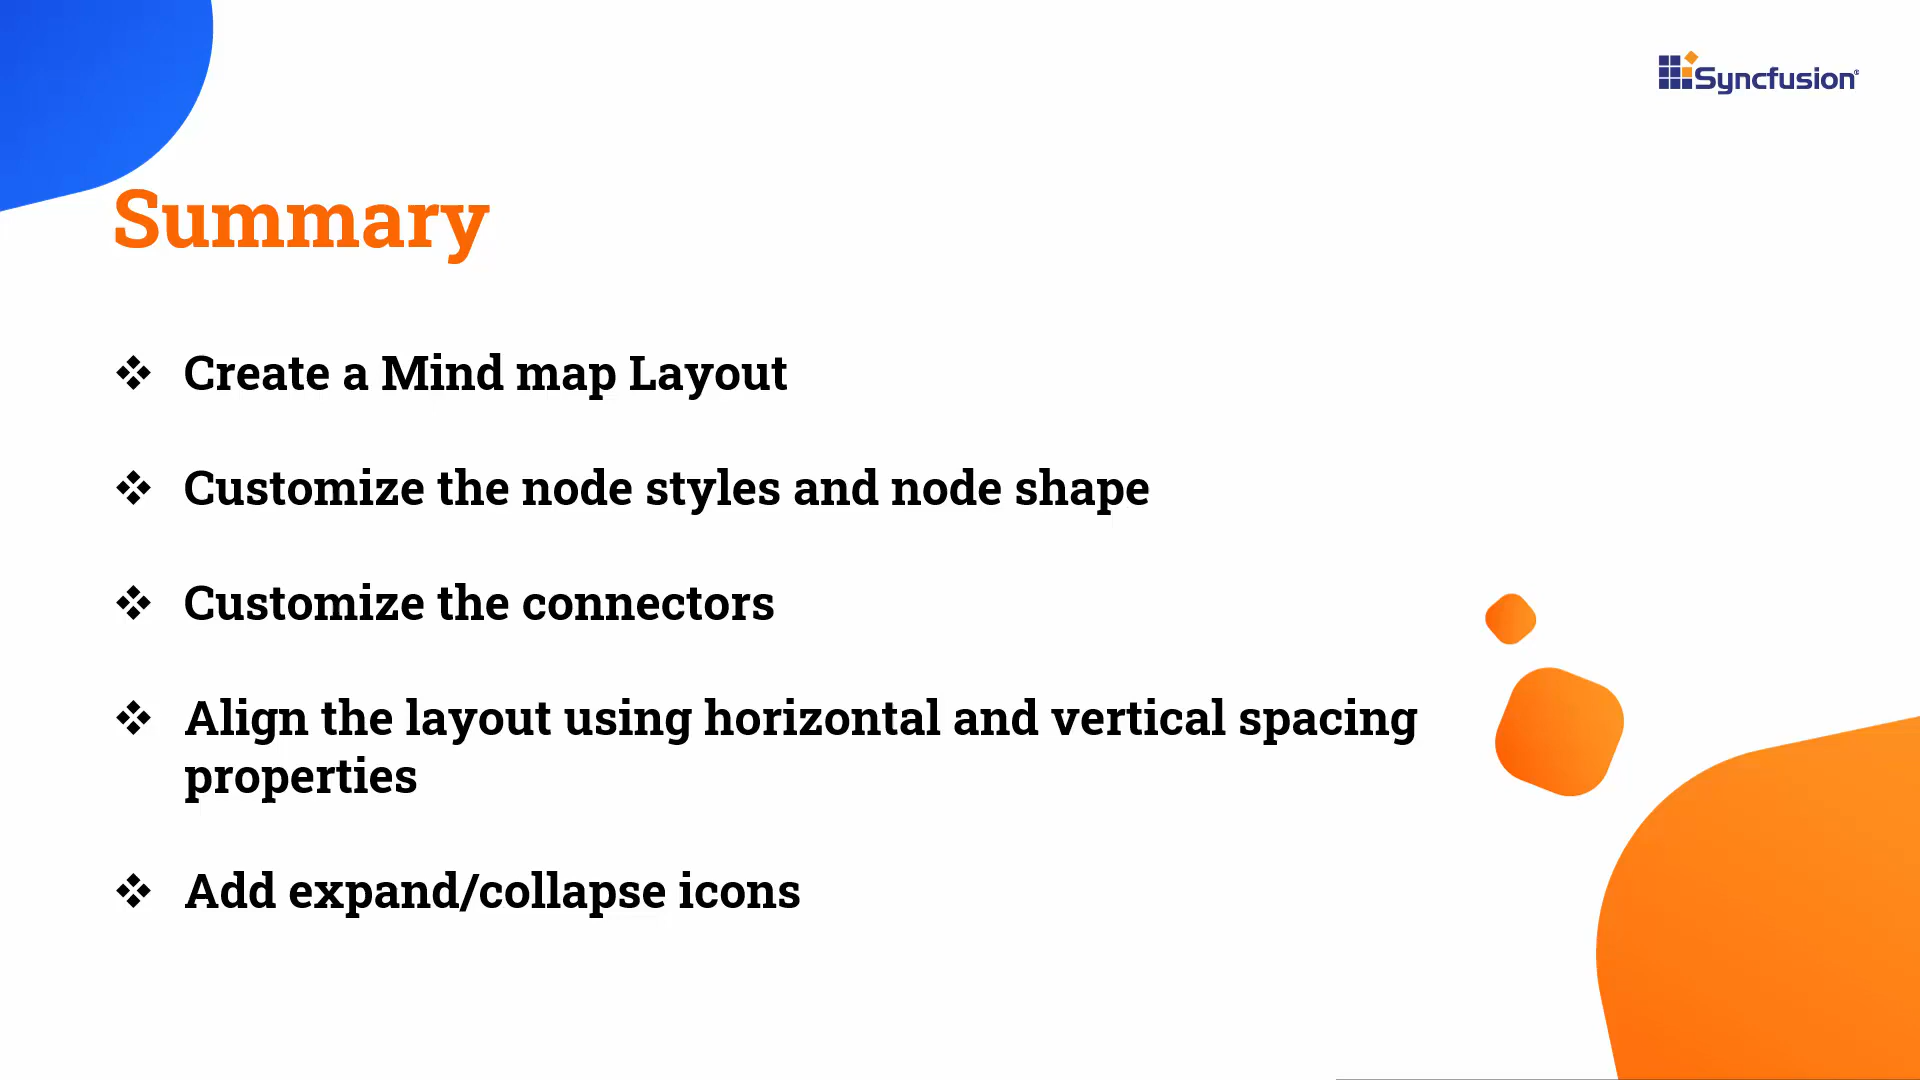 Syncfusion®
Summary
❖ Create a Mind map Layout
❖ Customize the node styles and node shape
❖ Customize the connectors
❖ Align the layout using horizontal and vertical spacing
properties
❖ Add expand/collapse icons